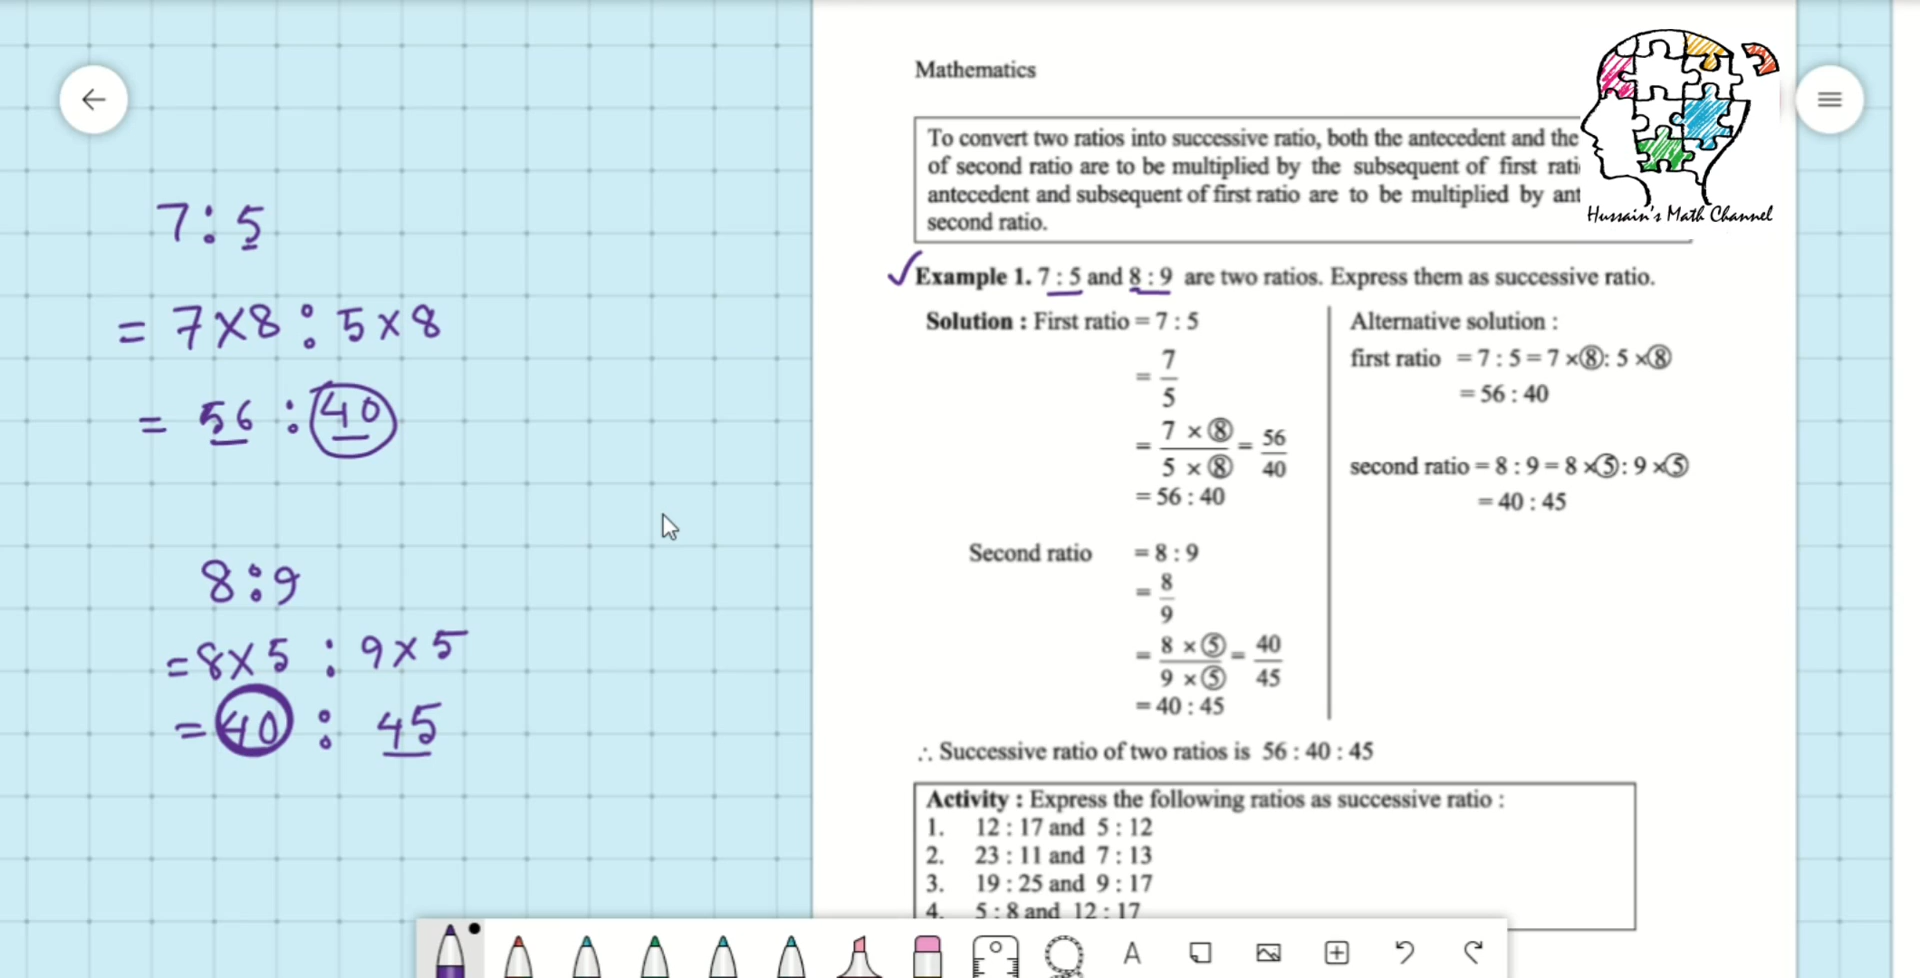 7 : 5
= 7 × 8 : 5 × 8
= 56 : 40
8 : 9
= 8 × 5 : 9 × 5
= 40 : 45
Mathematics
To convert two ratios into successive ratio, both the antecedent and the
of second ratio are to be multiplied by the subsequent of first
antecedent and subsequent of first ratio are to be multiplied by
second ratio.
Hussain's Math Channel
Example 1. 7 : 5 and 8 : 9 are two ratios. Express them as successive ratio.
Solution : First ratio = 7 : 5
= 7/5
= 7 × ⑧ / 5 × ⑧ = 56/40
= 56 : 40
Second ratio = 8 : 9
= 8/9
= 8 × ⑤ / 9 × ⑤ = 40/45
= 40 : 45
Alternative solution :
first ratio = 7 : 5 = 7 ×⑧: 5 ×⑧
= 56 : 40
second ratio = 8 : 9 = 8 ×⑤: 9 ×⑤
= 40 : 45
∴ Successive ratio of two ratios is 56 : 40 : 45
Activity : Express the following ratios as successive ratio :
1. 12 : 17 and 5 : 12
2. 23 : 11 and 7 : 13
3. 19 : 25 and 9 : 17
4. 5 : 8 and 12 : 17
A